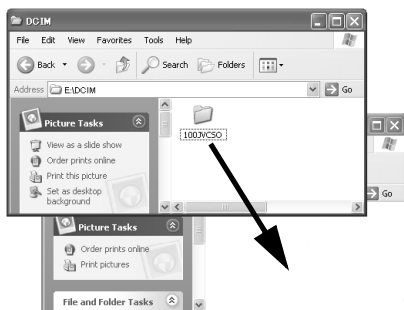 DCIM
File Edit View Favorites Tools Help
Back Search Folders
Address E:\DCIM Go
Picture Tasks
View as a slide show
Order prints online
Print this picture
Set as desktop
background
100JVCSO
Go
Picture Tasks
Order prints online
Print pictures
File and Folder Tasks